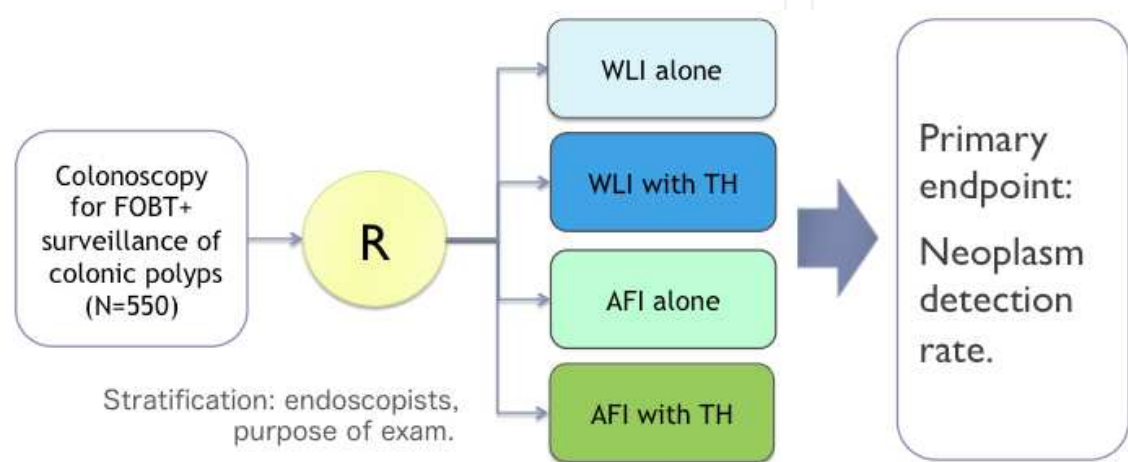 Colonoscopy
for FOBT+
surveillance of
colonic polyps
(N=550)
R
WLI alone
WLI with TH
AFI alone
AFI with TH
Stratification: endoscopists,
purpose of exam.
Primary
endpoint:
Neoplasm
detection
rate.